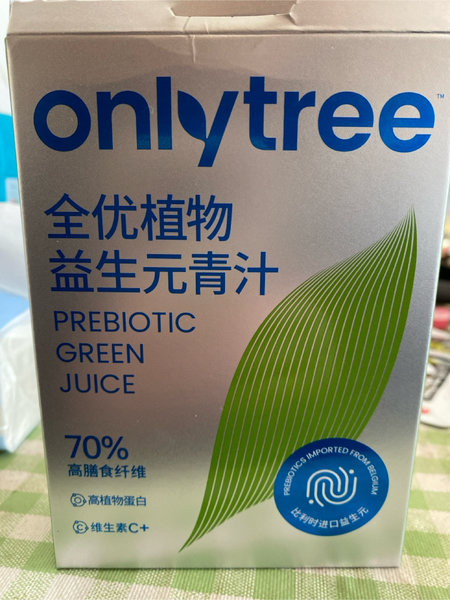 onlytree™
全优植物
益生元青汁
PREBIOTIC
GREEN
JUICE
70%
高膳食纤维
高植物蛋白
C 维生素C+
PREBIOTICS IMPORTED FROM BELGIUM
比利时进口益生元